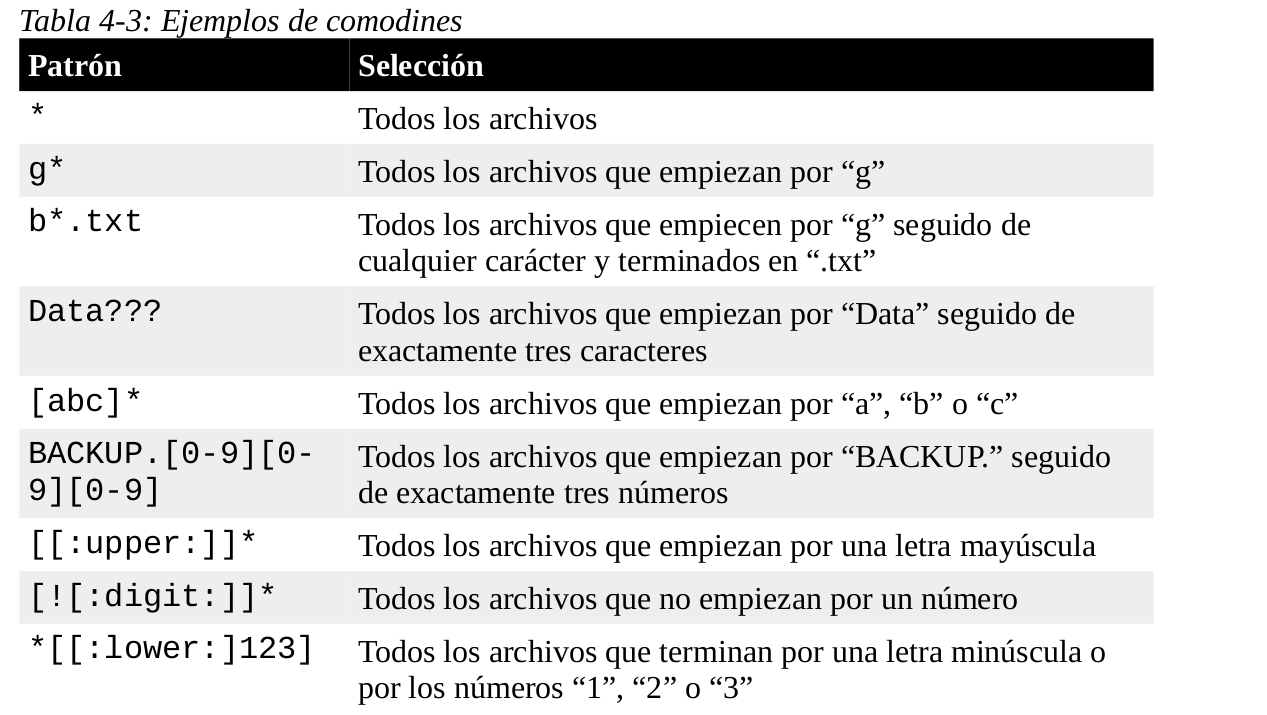 Tabla 4-3: Ejemplos de comodines
Patrón Selección
* Todos los archivos
g* Todos los archivos que empiezan por “g”
b*.txt Todos los archivos que empiecen por “g” seguido de
cualquier carácter y terminados en “.txt”
Data??? Todos los archivos que empiezan por “Data” seguido de
exactamente tres caracteres
[abc]* Todos los archivos que empiezan por “a”, “b” o “c”
BACKUP.[0-9][0- Todos los archivos que empiezan por “BACKUP.” seguido
9][0-9] de exactamente tres números
[[:upper:]]* Todos los archivos que empiezan por una letra mayúscula
[![:digit:]]* Todos los archivos que no empiezan por un número
*[[:lower:]123] Todos los archivos que terminan por una letra minúscula o
por los números “1”, “2” o “3”